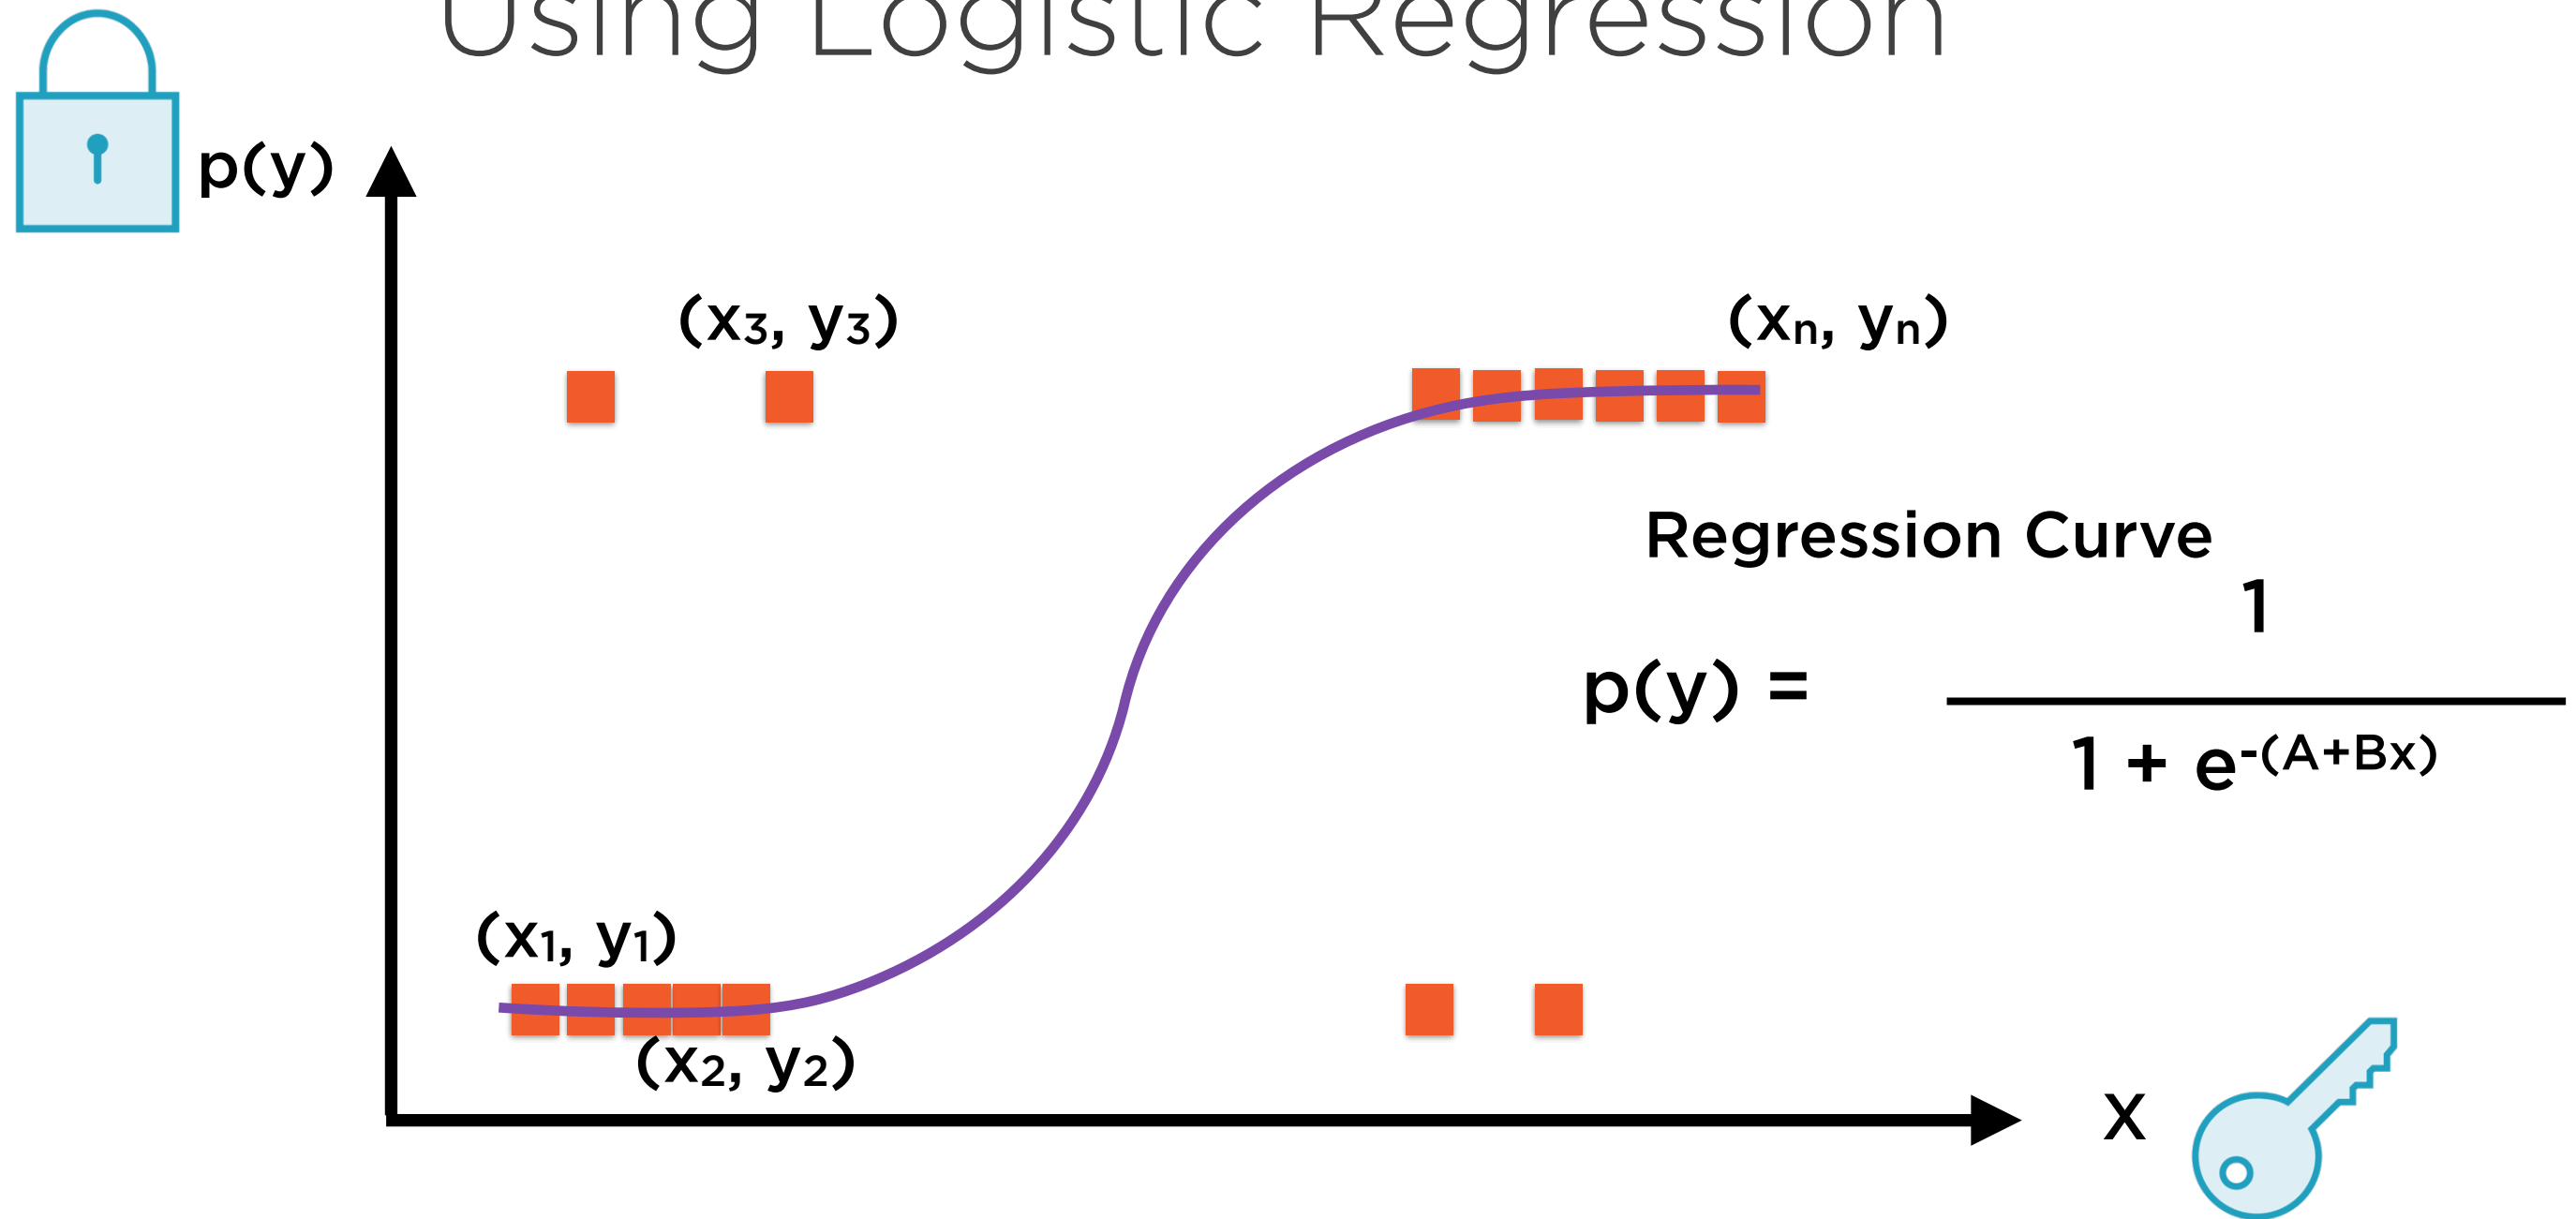 Using Logistic Regression
p(y)
(x₃, y₃)
(xₙ, yₙ)
Regression Curve
1
p(y) =
1 + e⁻⁽ᴬ⁺ᴮˣ⁾
(x₁, y₁)
(x₂, y₂)
X